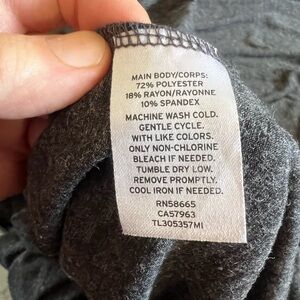 MAIN BODY/CORPS:
72% POLYESTER
18% RAYON/RAYONNE
10% SPANDEX
MACHINE WASH COLD.
GENTLE CYCLE.
WITH LIKE COLORS.
ONLY NON-CHLORINE
BLEACH IF NEEDED.
TUMBLE DRY LOW.
REMOVE PROMPTLY.
COOL IRON IF NEEDED.
RN58665
CA57963
TL305357MI